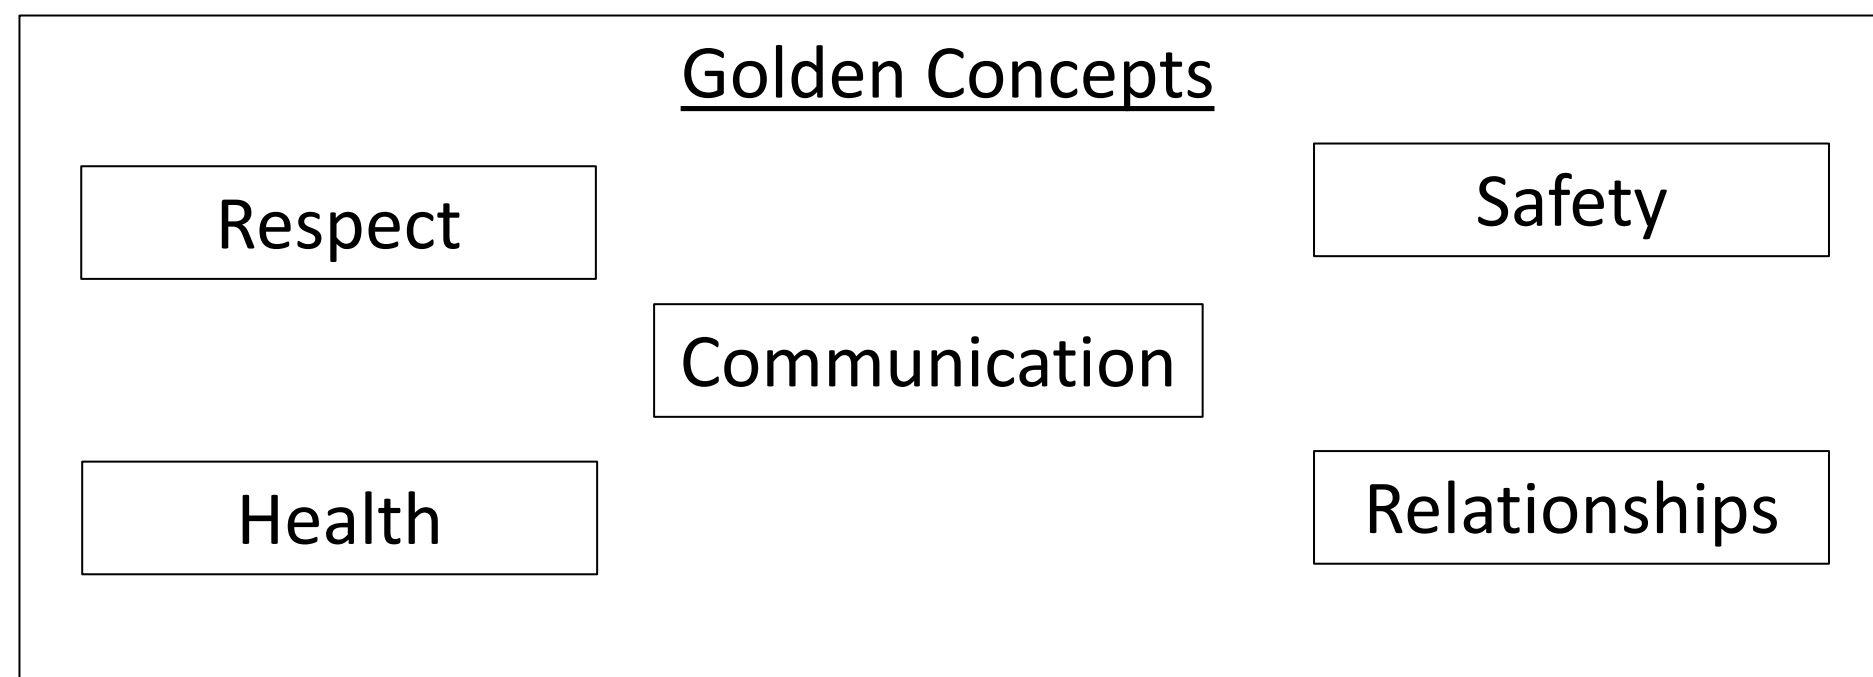 Golden Concepts
Respect
Safety
Communication
Health
Relationships